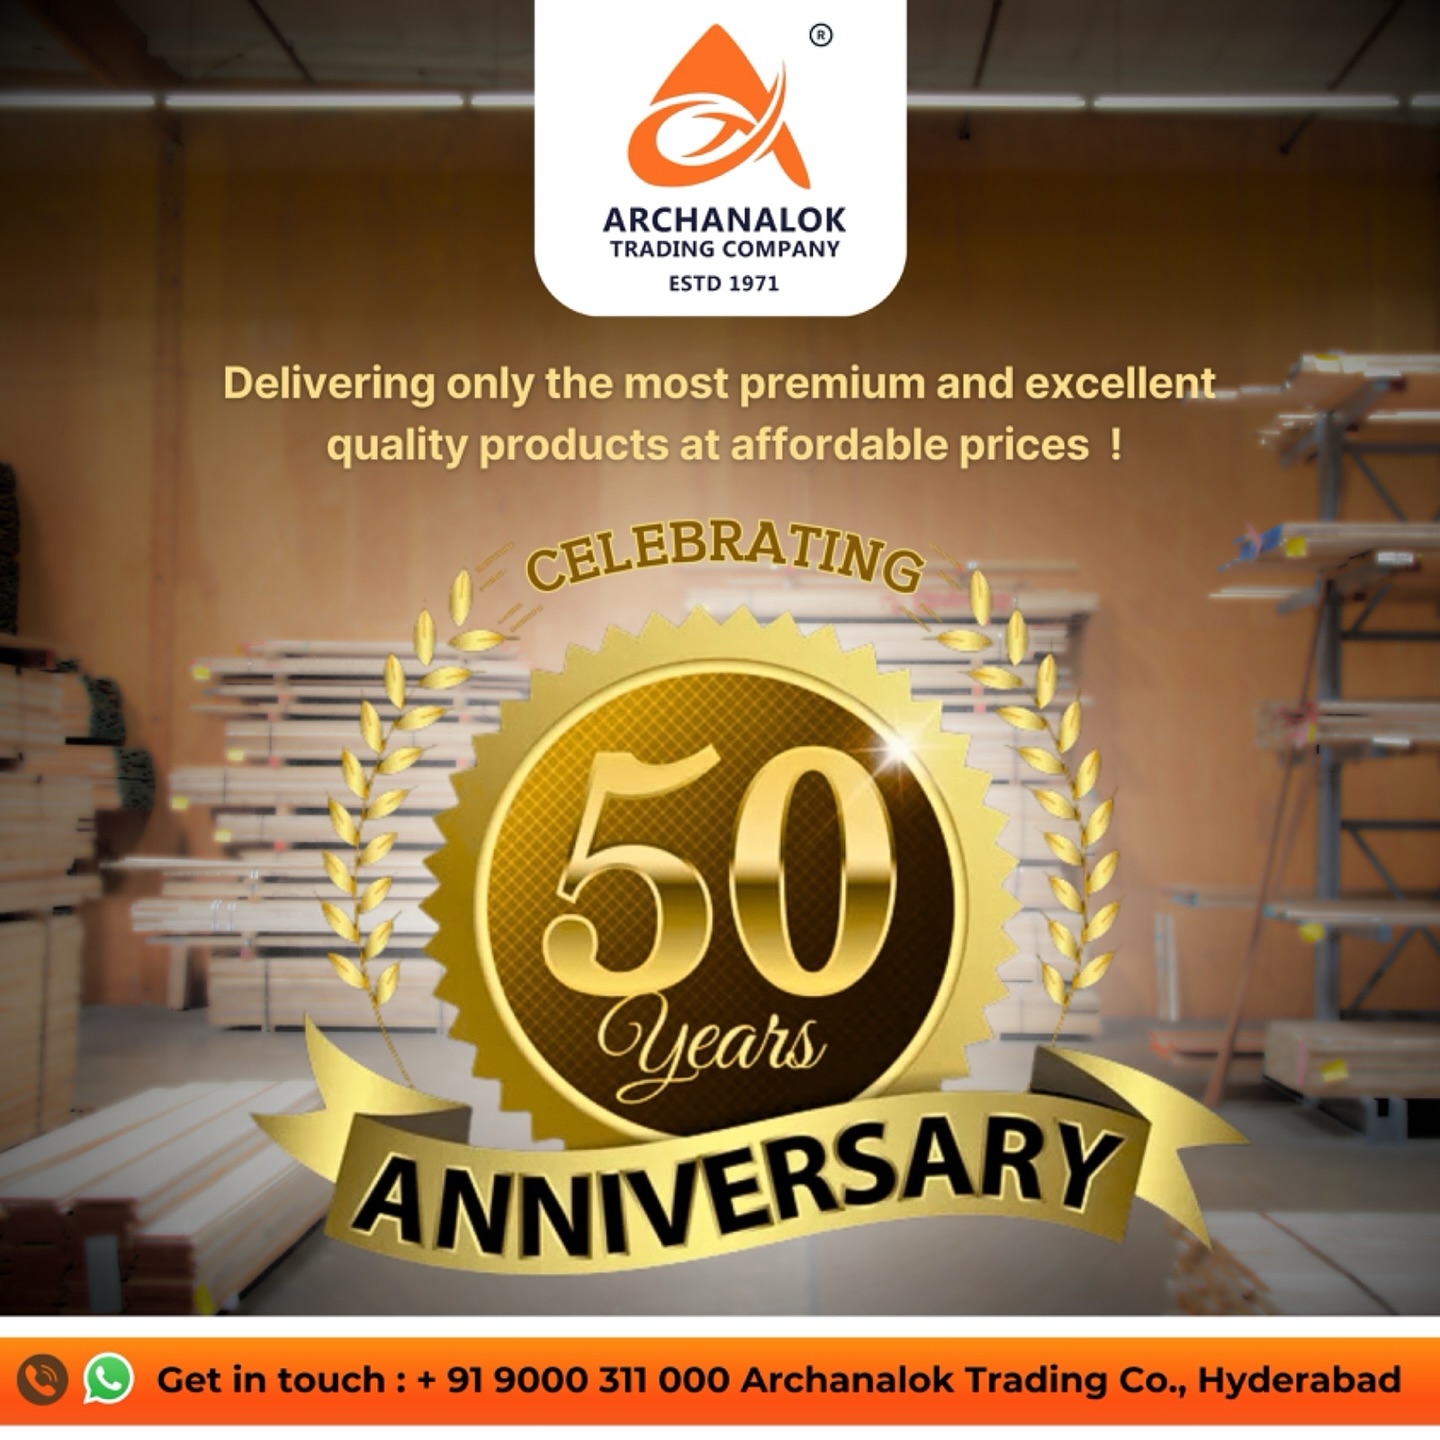 ®
ARCHANALOK
TRADING COMPANY
ESTD 1971
Delivering only the most premium and excellent
quality products at affordable prices !
CELEBRATING
50
Years
ANNIVERSARY
Get in touch : + 91 9000 311 000 Archanalok Trading Co., Hyderabad